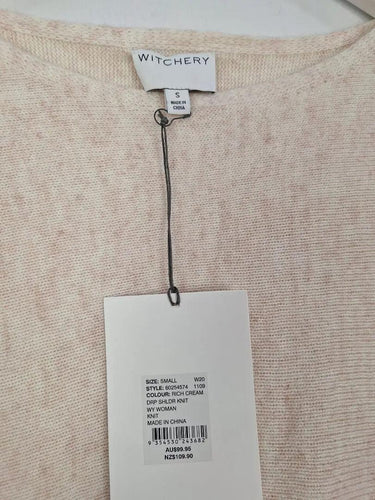 WITCHERY
S
MADE IN
CHINA
SIZE: SMALL W20
STYLE: 60254574 1109
COLOUR: RICH CREAM
DRP SHLDR KNIT
WY WOMAN
KNIT
MADE IN CHINA
9 354530 243682
AU$99.95
NZ$109.90